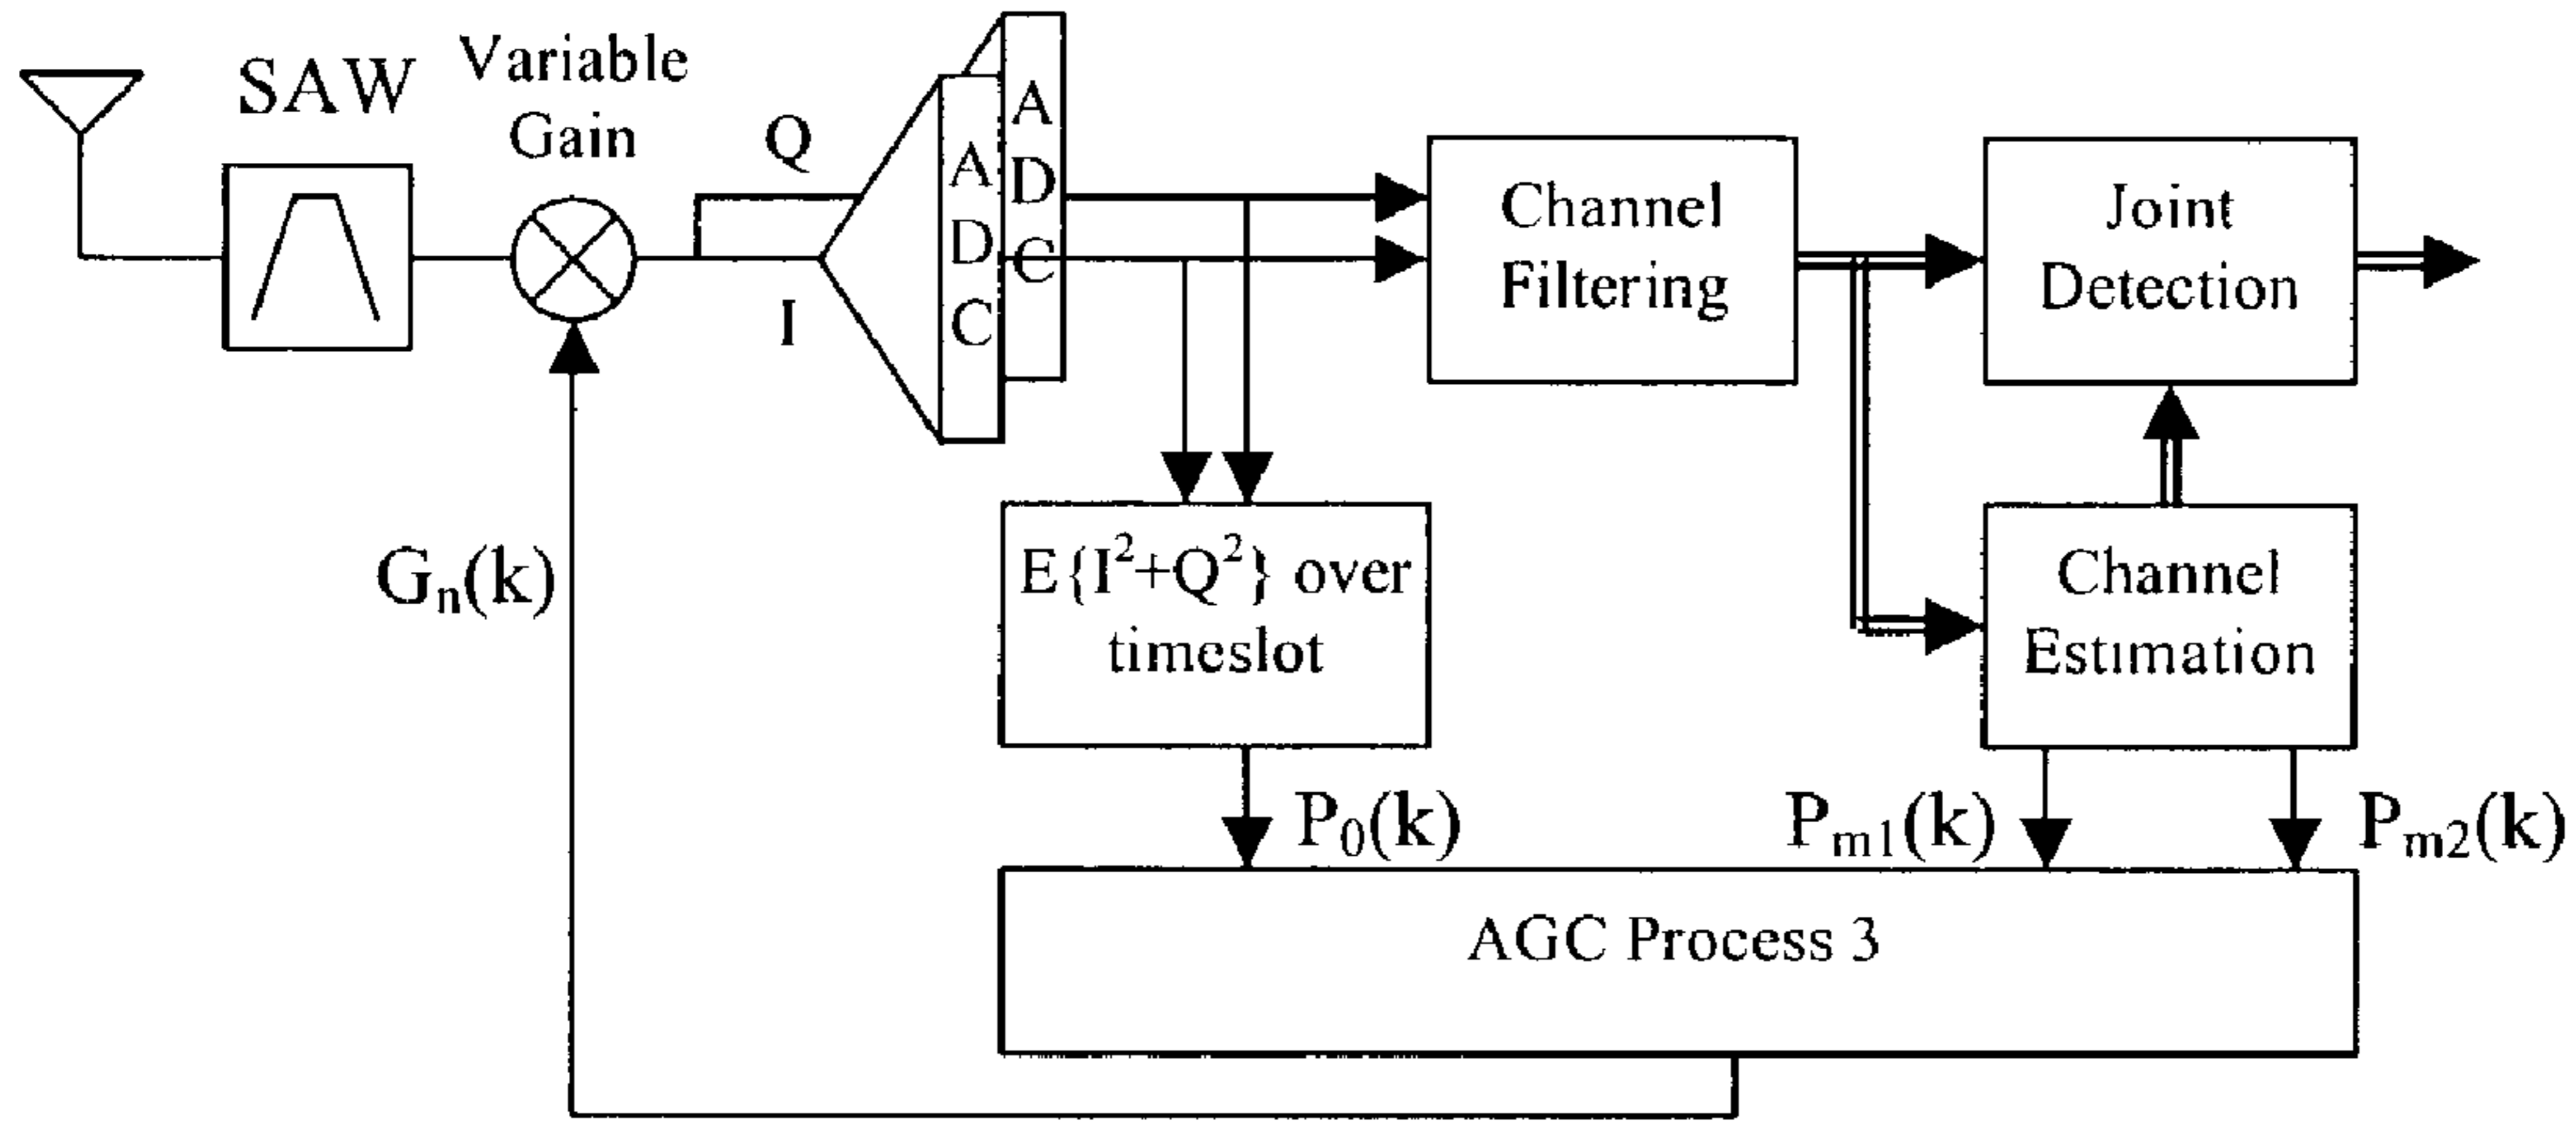 SAW
Variable
Gain
Q
I
A
D
C
A
D
C
Channel
Filtering
Joint
Detection
Gₙ(k)
E{I²+Q²} over
timeslot
Channel
Estimation
P₀(k)
Pₘ₁(k)
Pₘ₂(k)
AGC Process 3